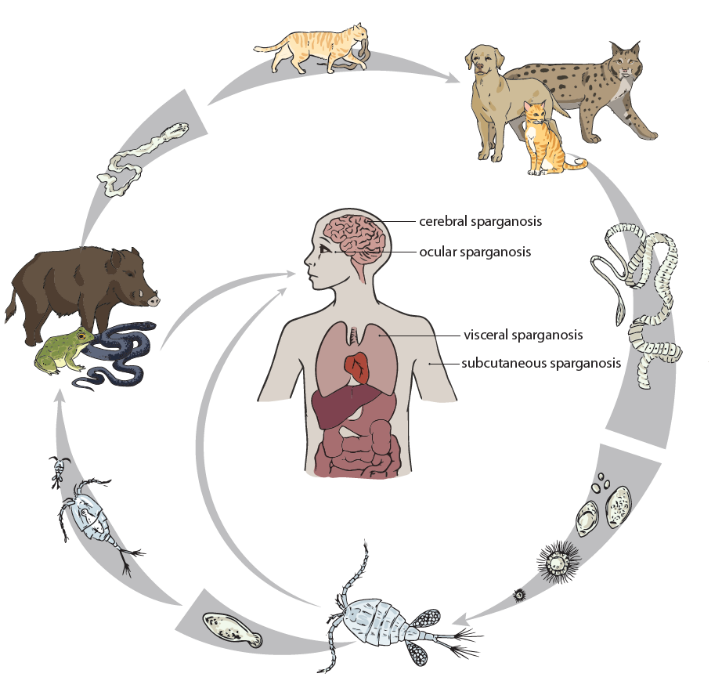 cerebral sparganosis
ocular sparganosis
visceral sparganosis
subcutaneous sparganosis